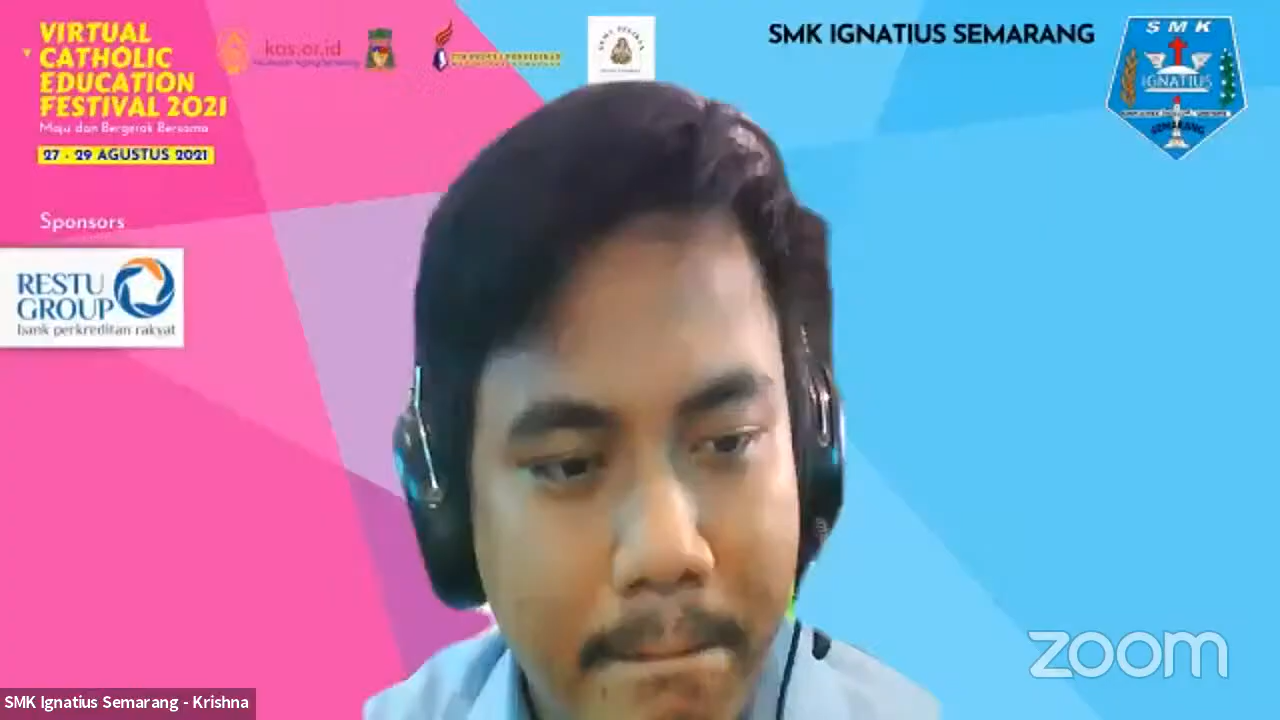 VIRTUAL
CATHOLIC
EDUCATION
FESTIVAL 2021
Maju dan Bergerak Bersama
27 - 29 AGUSTUS 2021
kas.or.id
SMK IGNATIUS SEMARANG
SMK
IGNATIUS
SEMARANG
Sponsors
RESTU
GROUP
bank perkreditan rakyat
zoom
SMK Ignatius Semarang - Krishna